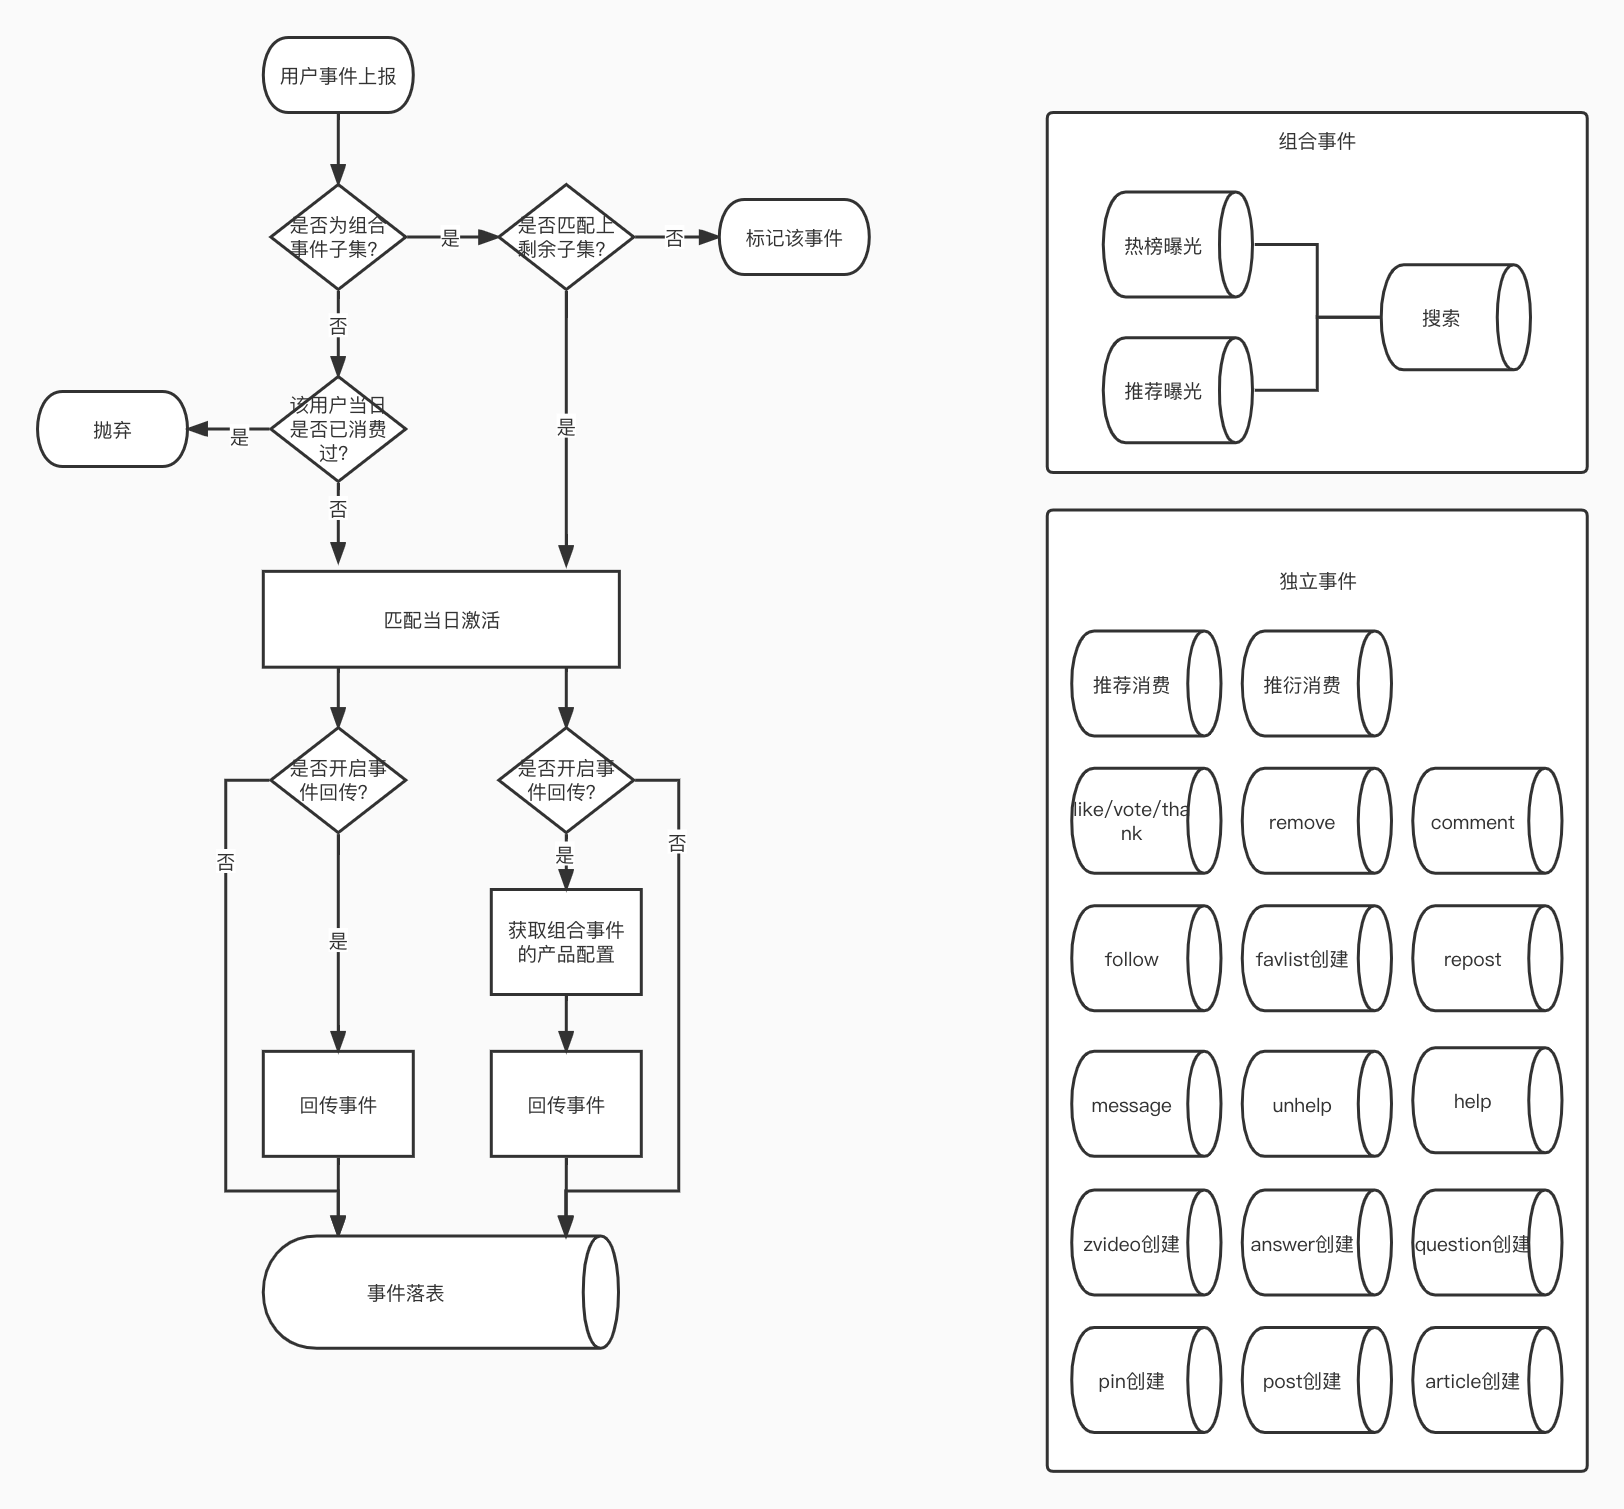 用户事件上报
是否为组合
事件子集?
是
是否匹配上
剩余子集?
否
标记该事件
否
该用户当日
是否已消费
过?
是
抛弃
否
是
匹配当日激活
是否开启事
件回传?
是否开启事
件回传?
否
是
是
否
获取组合事件
的产品配置
回传事件
回传事件
事件落表
组合事件
热榜曝光
推荐曝光
搜索
独立事件
推荐消费
推衍消费
like/vote/tha
nk
remove
comment
follow
favlist创建
repost
message
unhelp
help
zvideo创建
answer创建
question创建
pin创建
post创建
article创建